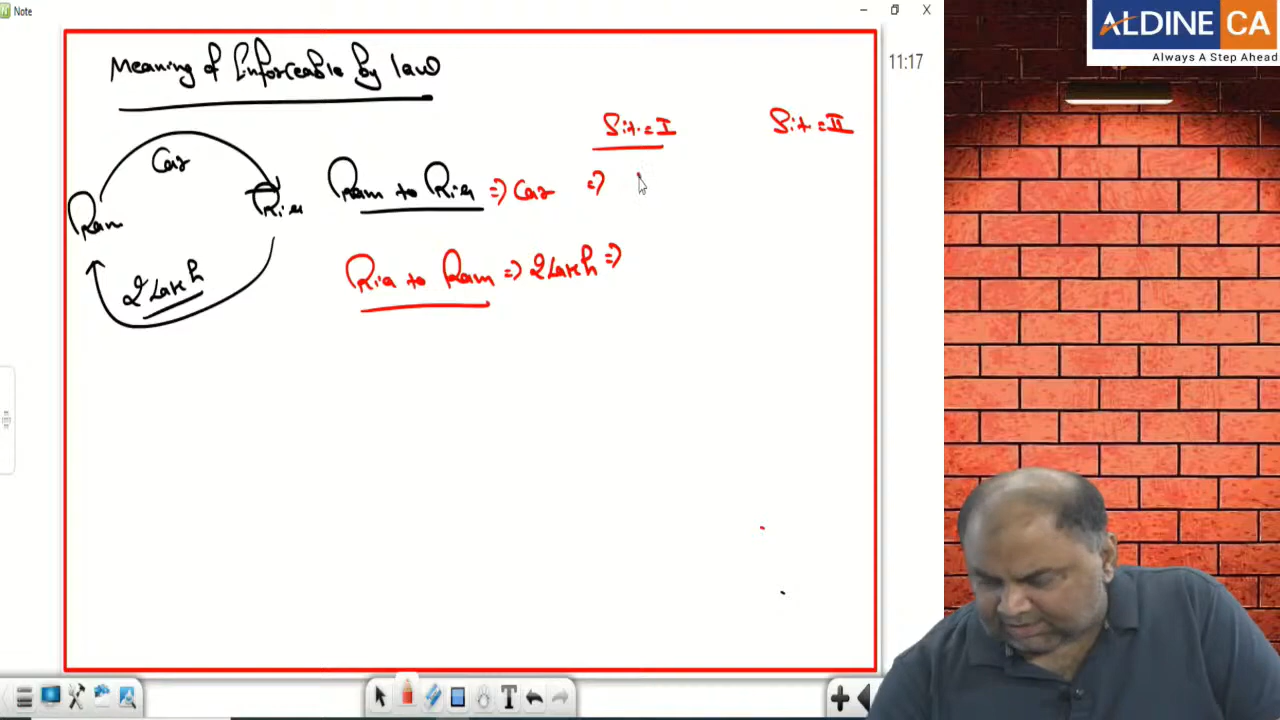 Note
ALDINE CA
Always A Step Ahead
11:17
Meaning of Enforceable by law
Sit. = I
Sit. = II
Car
Ram
Ria
2 Lakh
Ram to Ria => Car =>
Ria to Ram => 2 Lakh =>
T